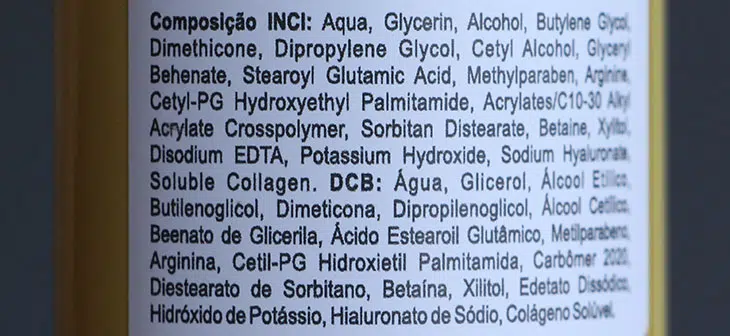 Composição INCI: Aqua, Glycerin, Alcohol, Butylene Glycol,
Dimethicone, Dipropylene Glycol, Cetyl Alcohol, Glyceryl
Behenate, Stearoyl Glutamic Acid, Methylparaben, Arginine,
Cetyl-PG Hydroxyethyl Palmitamide, Acrylates/C10-30 Alkyl
Acrylate Crosspolymer, Sorbitan Distearate, Betaine, Xylitol,
Disodium EDTA, Potassium Hydroxide, Sodium Hyaluronate,
Soluble Collagen. DCB: Água, Glicerol, Álcool Etílico,
Butilenoglicol, Dimeticona, Dipropilenoglicol, Álcool Cetílico,
Beenato de Glicerila, Ácido Estearoil Glutâmico, Metilparabeno,
Arginina, Cetil-PG Hidroxietil Palmitamida, Carbômer 2020,
Diestearato de Sorbitano, Betaína, Xilitol, Edetato Dissódico,
Hidróxido de Potássio, Hialuronato de Sódio, Colágeno Solúvel.